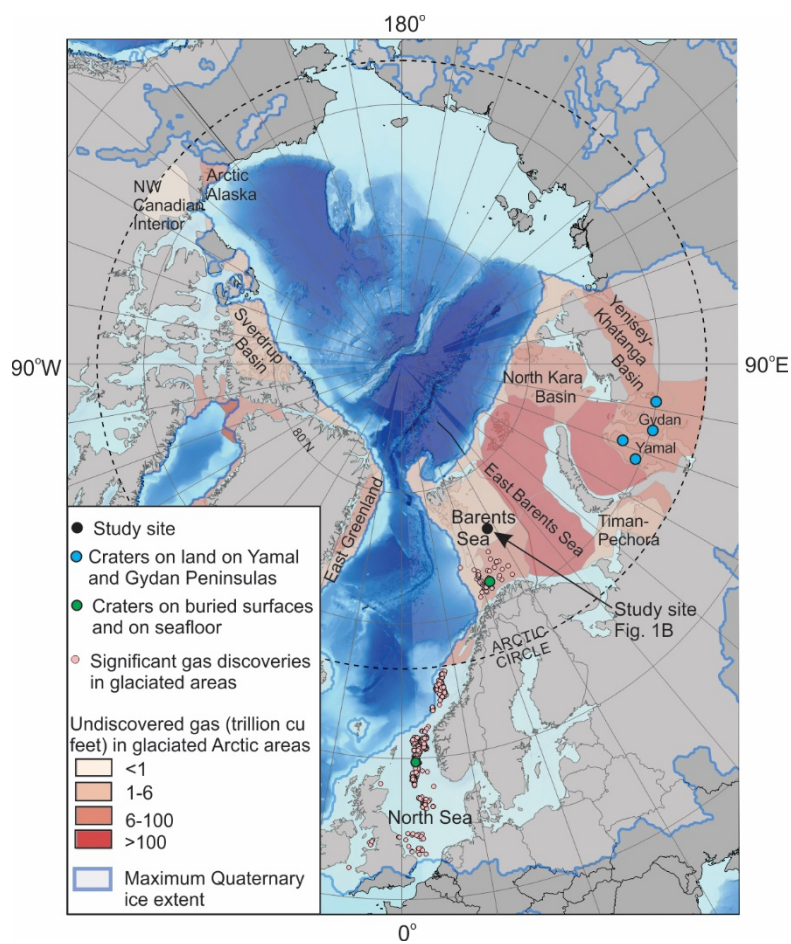 180°
NW
Canadian
Interior
Arctic
Alaska
Sverdrup
Basin
90°W
90°E
Yenisey-
Khatanga
Basin
North Kara
Basin
Gydan
Yamal
80°N
East Greenland
Barents
Sea
East Barents Sea
Timan-
Pechora
Study site
Fig. 1B
ARCTIC
CIRCLE
North Sea
Study site
Craters on land on Yamal
and Gydan Peninsulas
Craters on buried surfaces
and on seafloor
Significant gas discoveries
in glaciated areas
Undiscovered gas (trillion cu
feet) in glaciated Arctic areas
<1
1-6
6-100
>100
Maximum Quaternary
ice extent
0°